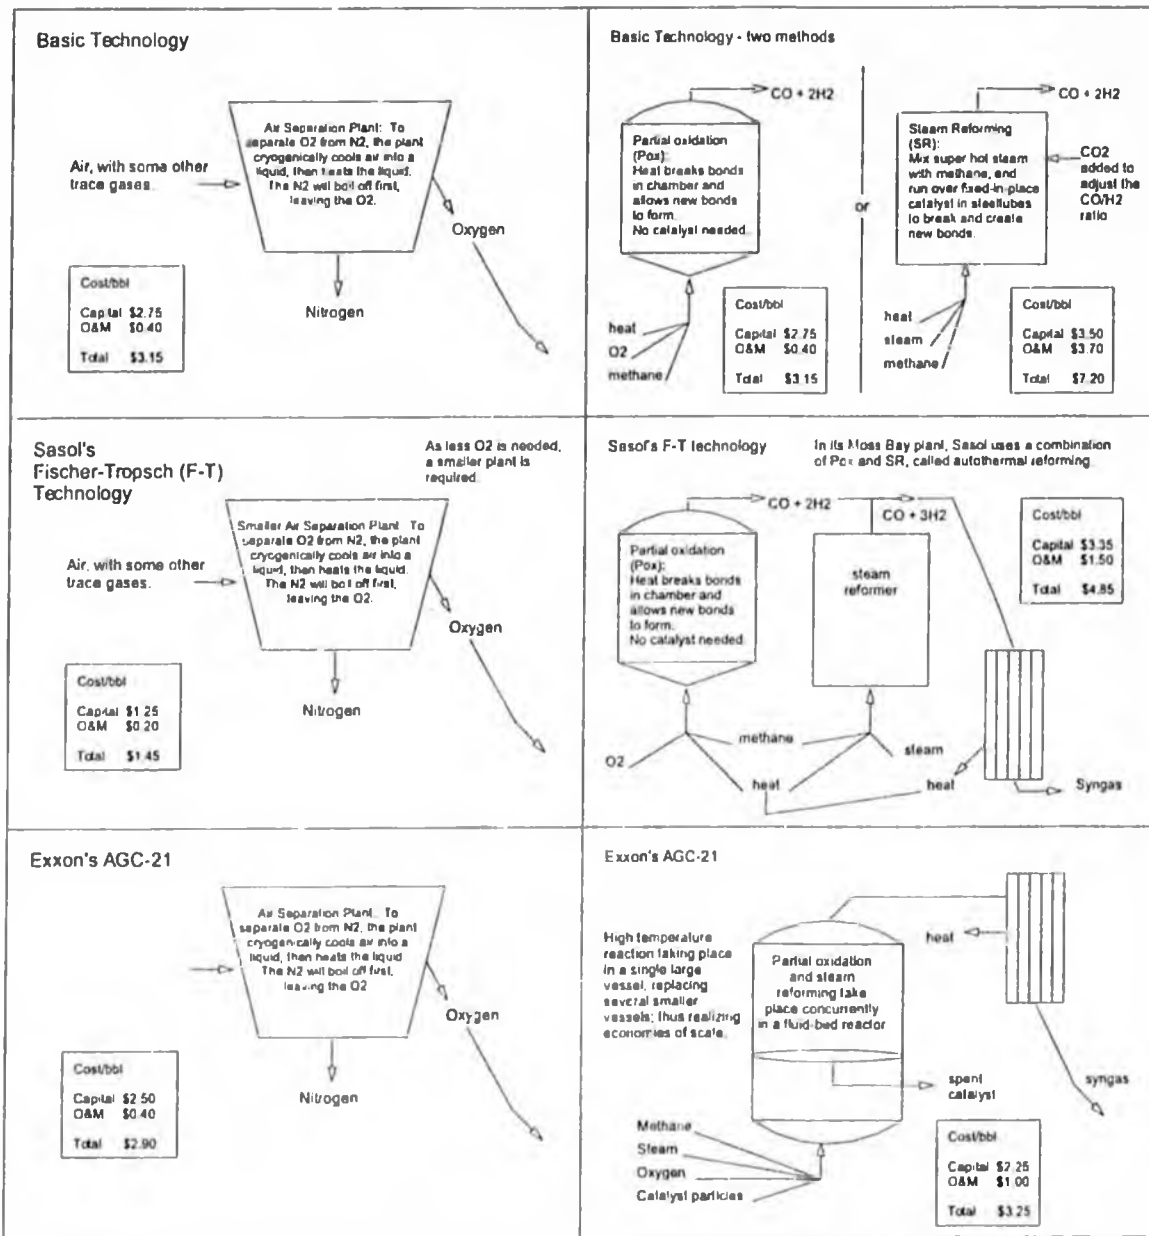 Basic Technology
Air Separation Plant: To
separate O2 from N2, the plant
cryogenically cools air into a
liquid, then heats the liquid.
The N2 will boil off first,
leaving the O2.
Air, with some other
trace gases.
Oxygen
Nitrogen
Cost/bbl
Capital $2.75
O&M $0.40
Total $3.15
Basic Technology - two methods
CO + 2H2
Partial oxidation
(Pox):
Heat breaks bonds
in chamber and
allows new bonds
to form.
No catalyst needed.
heat
O2
methane
Cost/bbl
Capital $2.75
O&M $0.40
Total $3.15
or
CO + 2H2
Steam Reforming
(SR):
Mix super hot steam
with methane, and
run over fixed-in-place
catalyst in steel tubes
to break and create
new bonds.
CO2
added to
adjust the
CO/H2
ratio
heat
steam
methane
Cost/bbl
Capital $3.50
O&M $3.70
Total $7.20
Sasol's
Fischer-Tropsch (F-T)
Technology
As less O2 is needed,
a smaller plant is
required.
Smaller Air Separation Plant. To
separate O2 from N2, the plant
cryogenically cools air into a
liquid, then heats the liquid.
The N2 will boil off first,
leaving the O2.
Air, with some other
trace gases.
Oxygen
Nitrogen
Cost/bbl
Capital $1.25
O&M $0.20
Total $1.45
Sasol's F-T technology
In its Moss Bay plant, Sasol uses a combination
of Pox and SR, called autothermal reforming.
CO + 2H2
CO + 3H2
Partial oxidation
(Pox):
Heat breaks bonds
in chamber and
allows new bonds
to form.
No catalyst needed.
steam
reformer
Cost/bbl
Capital $3.35
O&M $1.50
Total $4.85
methane
O2
steam
heat
heat
Syngas
Exxon's AGC-21
Air Separation Plant. To
separate O2 from N2, the plant
cryogenically cools air into a
liquid, then heats the liquid.
The N2 will boil off first,
leaving the O2
Oxygen
Nitrogen
Cost/bbl
Capital $2.50
O&M $0.40
Total $2.90
Exxon's AGC-21
High temperature
reaction taking place
in a single large
vessel, replacing
several smaller
vessels; thus realizing
economies of scale.
Partial oxidation
and steam
reforming take
place concurrently
in a fluid-bed reactor
heat
syngas
spent
catalyst
Methane
Steam
Oxygen
Catalyst particles
Cost/bbl
Capital $2.25
O&M $1.00
Total $3.25